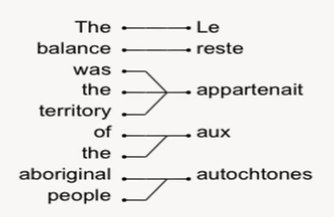 The Le
balance reste
was
the appartenait
territory
of aux
the
aboriginal autochtones
people